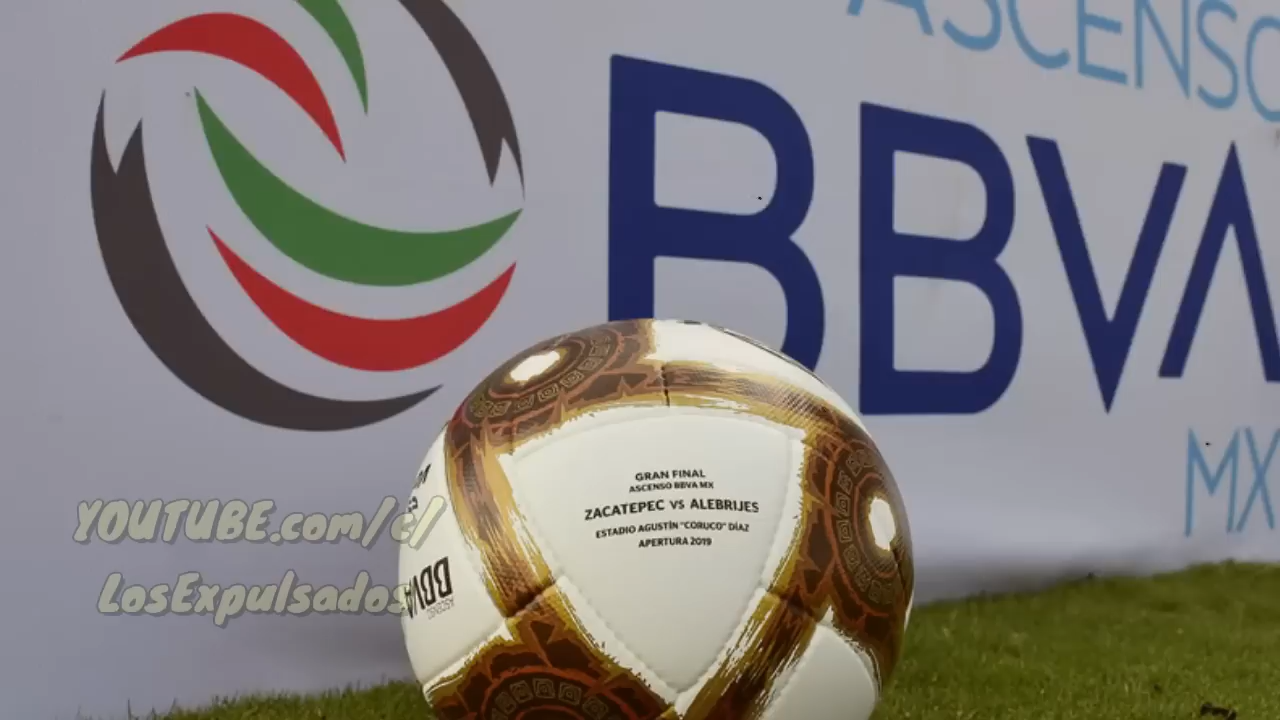 ASCENSO
BBVA
MX
GRAN FINAL
ASCENSO BBVA MX
ZACATEPEC VS ALEBRIJES
ESTADIO AGUSTÍN "CORUCO" DÍAZ
APERTURA 2019
YOUTUBE.com/c/
LosExpulsados
BBVA